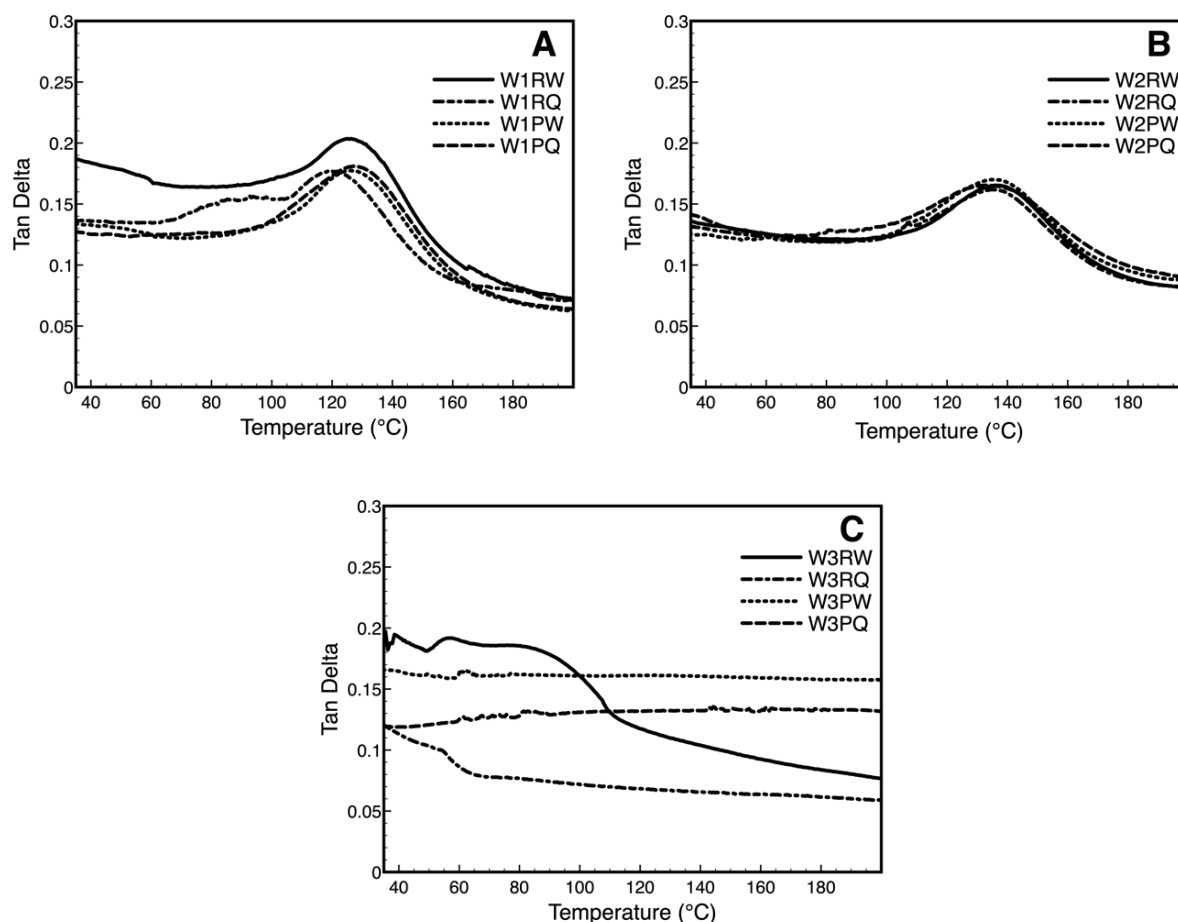 A
W1RW
W1RQ
W1PW
W1PQ
Tan Delta
0.3
0.25
0.2
0.15
0.1
0.05
0
40 60 80 100 120 140 160 180
Temperature (°C)
B
W2RW
W2RQ
W2PW
W2PQ
Tan Delta
0.3
0.25
0.2
0.15
0.1
0.05
0
40 60 80 100 120 140 160 180
Temperature (°C)
C
W3RW
W3RQ
W3PW
W3PQ
Tan Delta
0.3
0.25
0.2
0.15
0.1
0.05
0
40 60 80 100 120 140 160 180
Temperature (°C)